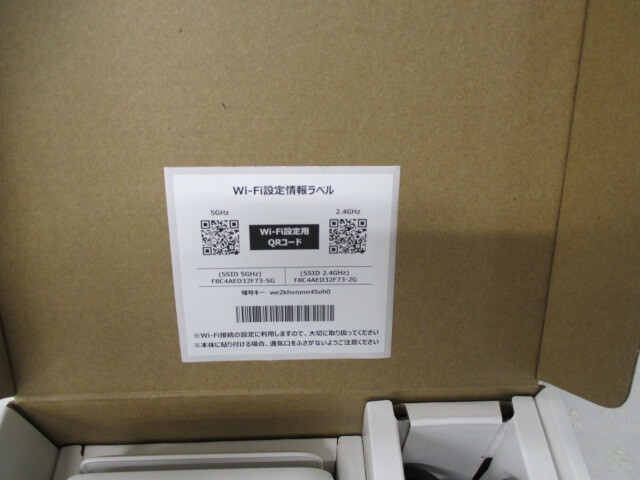 Wi-Fi設定情報ラベル
5GHz
2.4GHz
Wi-Fi設定用
QRコード
(SSID 5GHz)
F8C4AED32F73-5G
(SSID 2.4GHz)
F8C4AED32F73-2G
暗号キー we2khvnmn45eh0
※Wi-Fi接続の設定に利用しますので、大切に取り扱ってください
※本体に貼り付ける場合、通気口をふさがないようご注意ください